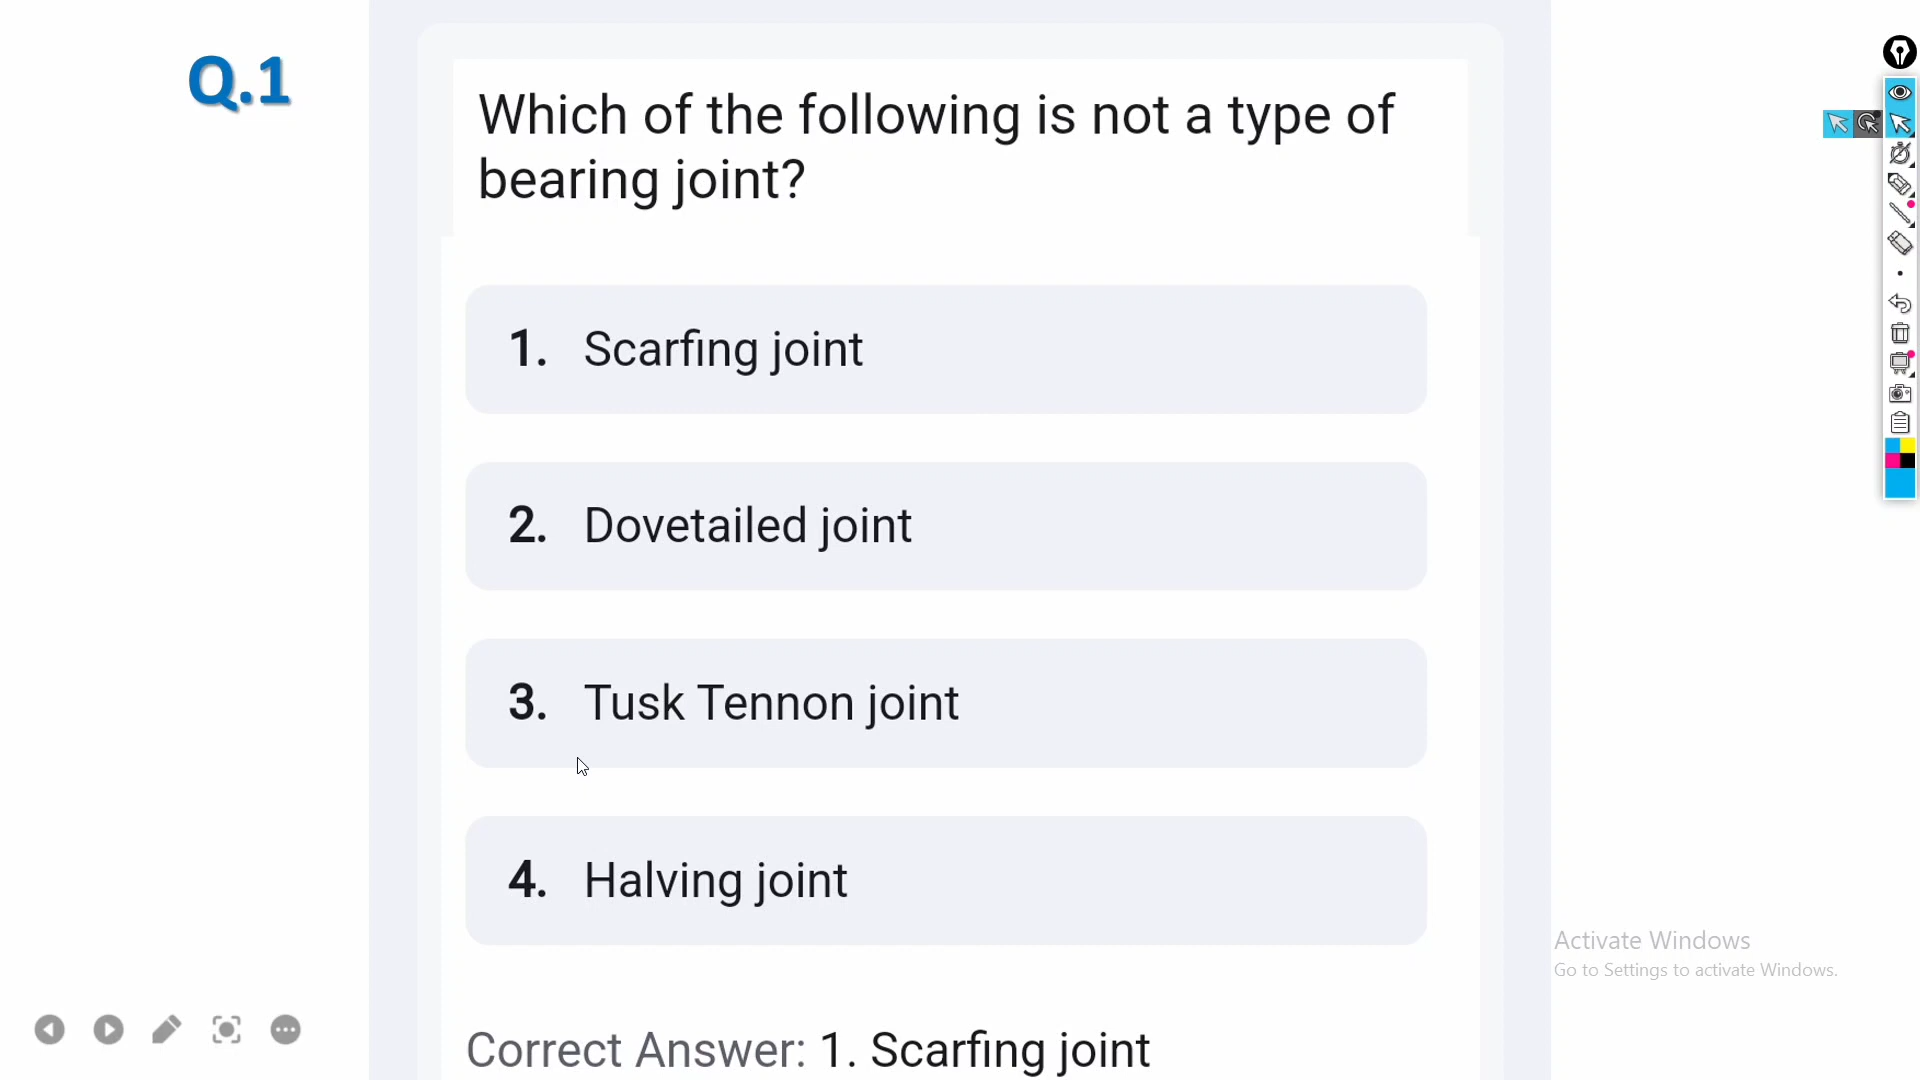 Q.1
Which of the following is not a type of
bearing joint?
1. Scarfing joint
2. Dovetailed joint
3. Tusk Tennon joint
4. Halving joint
Correct Answer: 1. Scarfing joint
Activate Windows
Go to Settings to activate Windows.